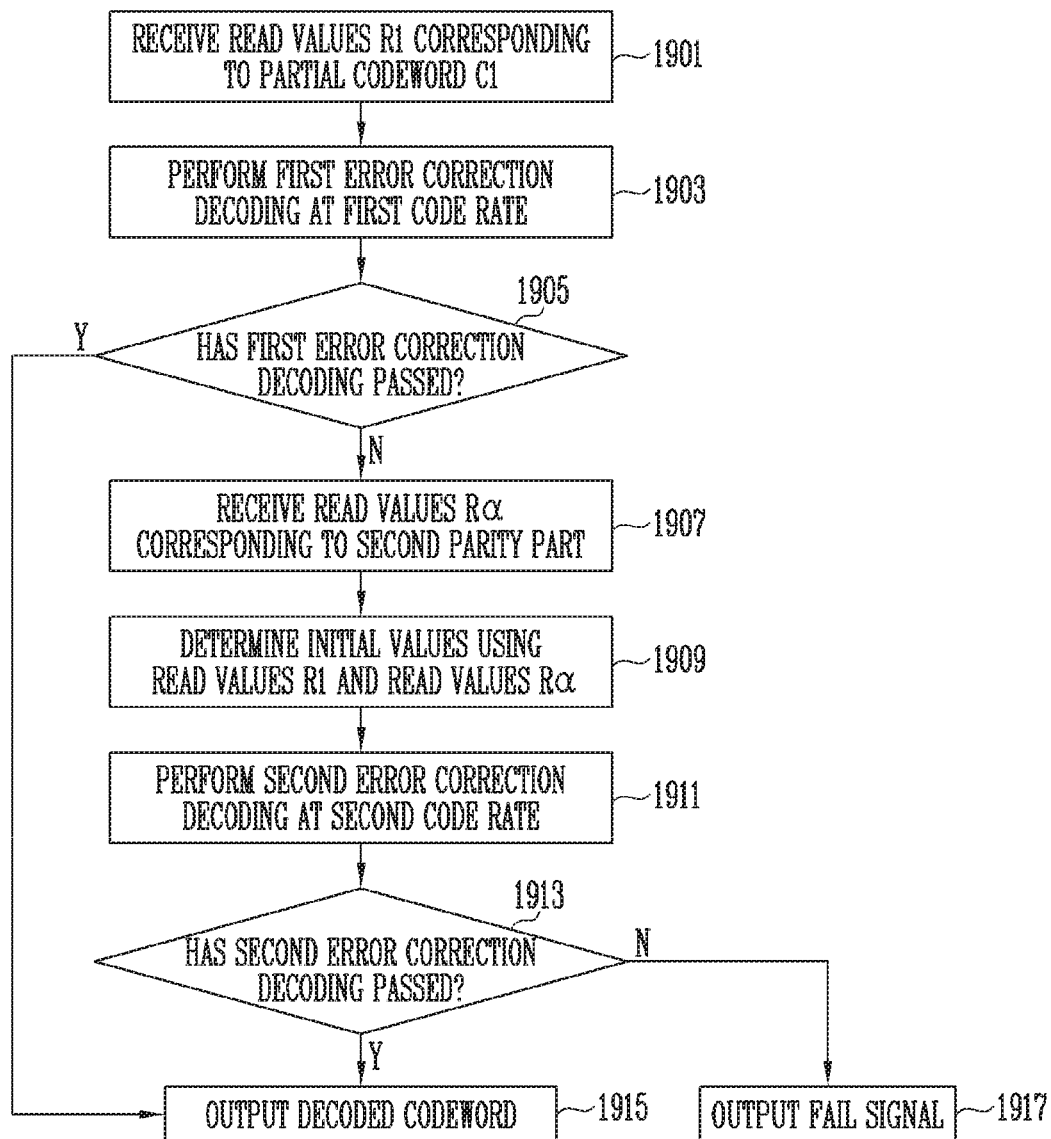 RECEIVE READ VALUES R1 CORRESPONDING
TO PARTIAL CODEWORD C1
1901
PERFORM FIRST ERROR CORRECTION
DECODING AT FIRST CODE RATE
1903
1905
Y
HAS FIRST ERROR CORRECTION
DECODING PASSED?
N
RECEIVE READ VALUES Rα
CORRESPONDING TO SECOND PARITY PART
1907
DETERMINE INITIAL VALUES USING
READ VALUES R1 AND READ VALUES Rα
1909
PERFORM SECOND ERROR CORRECTION
DECODING AT SECOND CODE RATE
1911
1913
HAS SECOND ERROR CORRECTION
DECODING PASSED?
N
Y
OUTPUT DECODED CODEWORD
1915
OUTPUT FAIL SIGNAL
1917